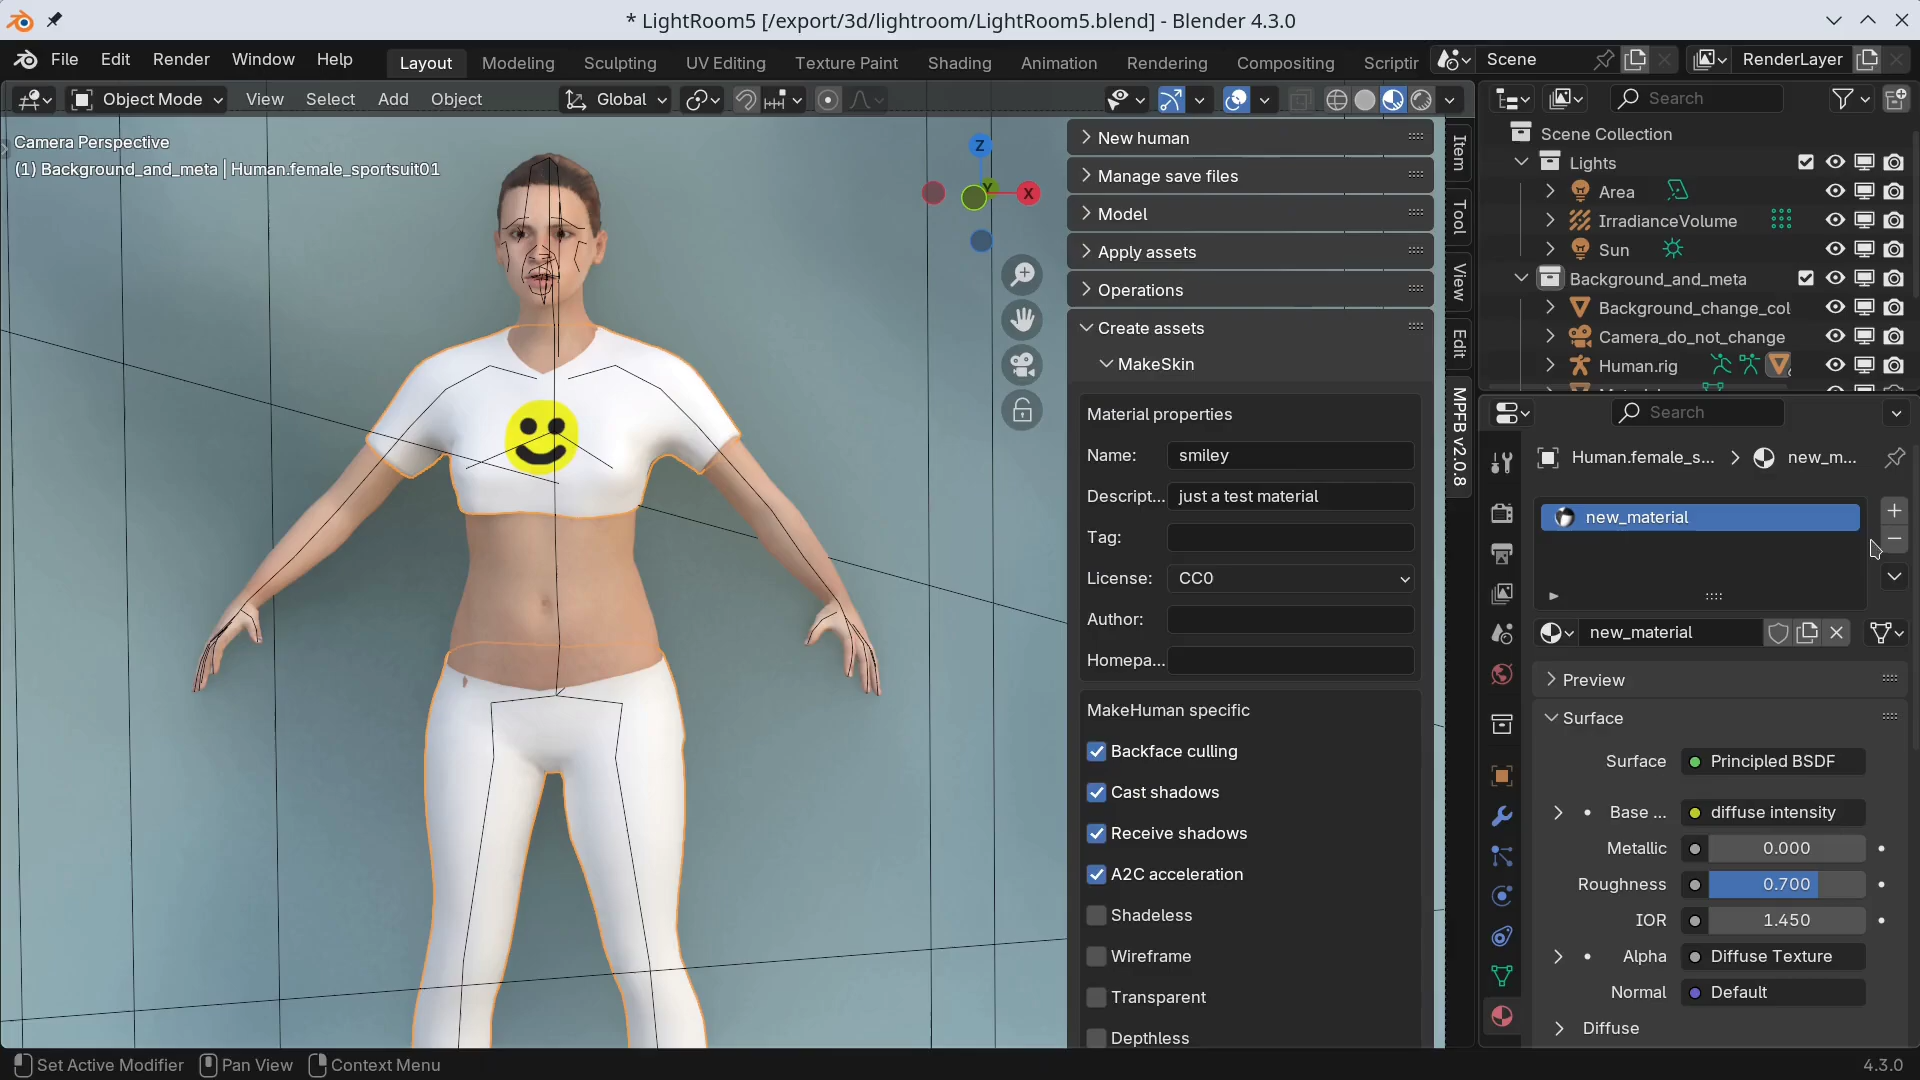 * LightRoom5 [/export/3d/lightroom/LightRoom5.blend] - Blender 4.3.0
File Edit Render Window Help Layout Modeling Sculpting UV Editing Texture Paint Shading Animation Rendering Compositing Scriptir Scene RenderLayer
Object Mode View Select Add Object Global Search
Camera Perspective
(1) Background_and_meta | Human.female_sportsuit01
Z
Y
X
New human
Manage save files
Model
Apply assets
Operations
Create assets
MakeSkin
Material properties
Name: smiley
Descript... just a test material
Tag:
License: CC0
Author:
Homepa...
MakeHuman specific
Backface culling
Cast shadows
Receive shadows
A2C acceleration
Shadeless
Wireframe
Transparent
Depthless
Item
Tool
View
Edit
MPFB v2.0.8
Scene Collection
Lights
Area
IrradianceVolume
Sun
Background_and_meta
Background_change_col
Camera_do_not_change
Human.rig
Search
Human.female_s... new_m...
new_material
new_material
Preview
Surface
Surface Principled BSDF
Base ... diffuse intensity
Metallic 0.000
Roughness 0.700
IOR 1.450
Alpha Diffuse Texture
Normal Default
Diffuse
Set Active Modifier Pan View Context Menu 4.3.0